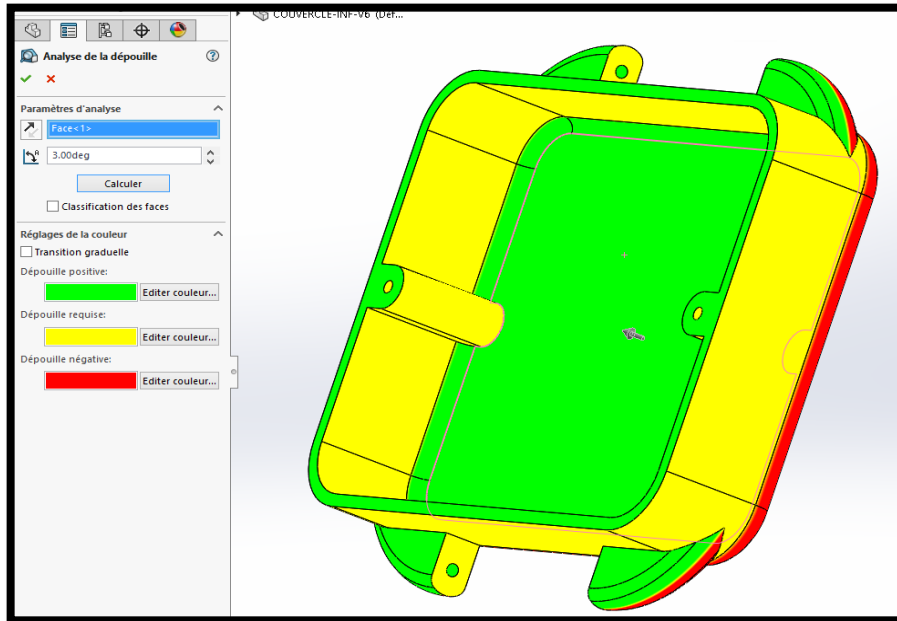 COUVERCLE-INF-V6 (Déf...
Analyse de la dépouille
Paramètres d'analyse
Face<1>
3.00deg
Calculer
Classification des faces
Réglages de la couleur
Transition graduelle
Dépouille positive:
Editer couleur...
Dépouille requise:
Editer couleur...
Dépouille négative:
Editer couleur...